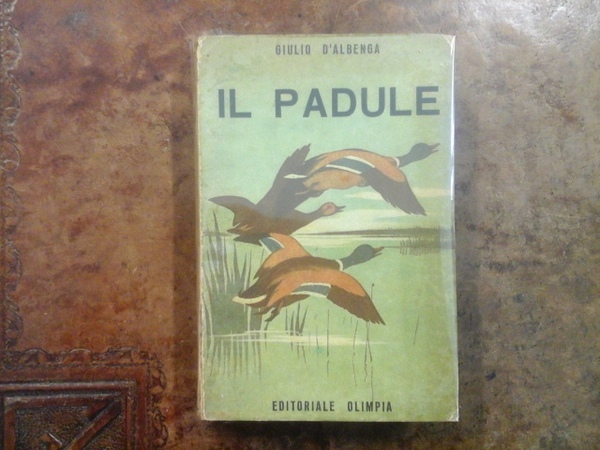 GIULIO D'ALBENGA
IL PADULE
EDITORIALE OLIMPIA